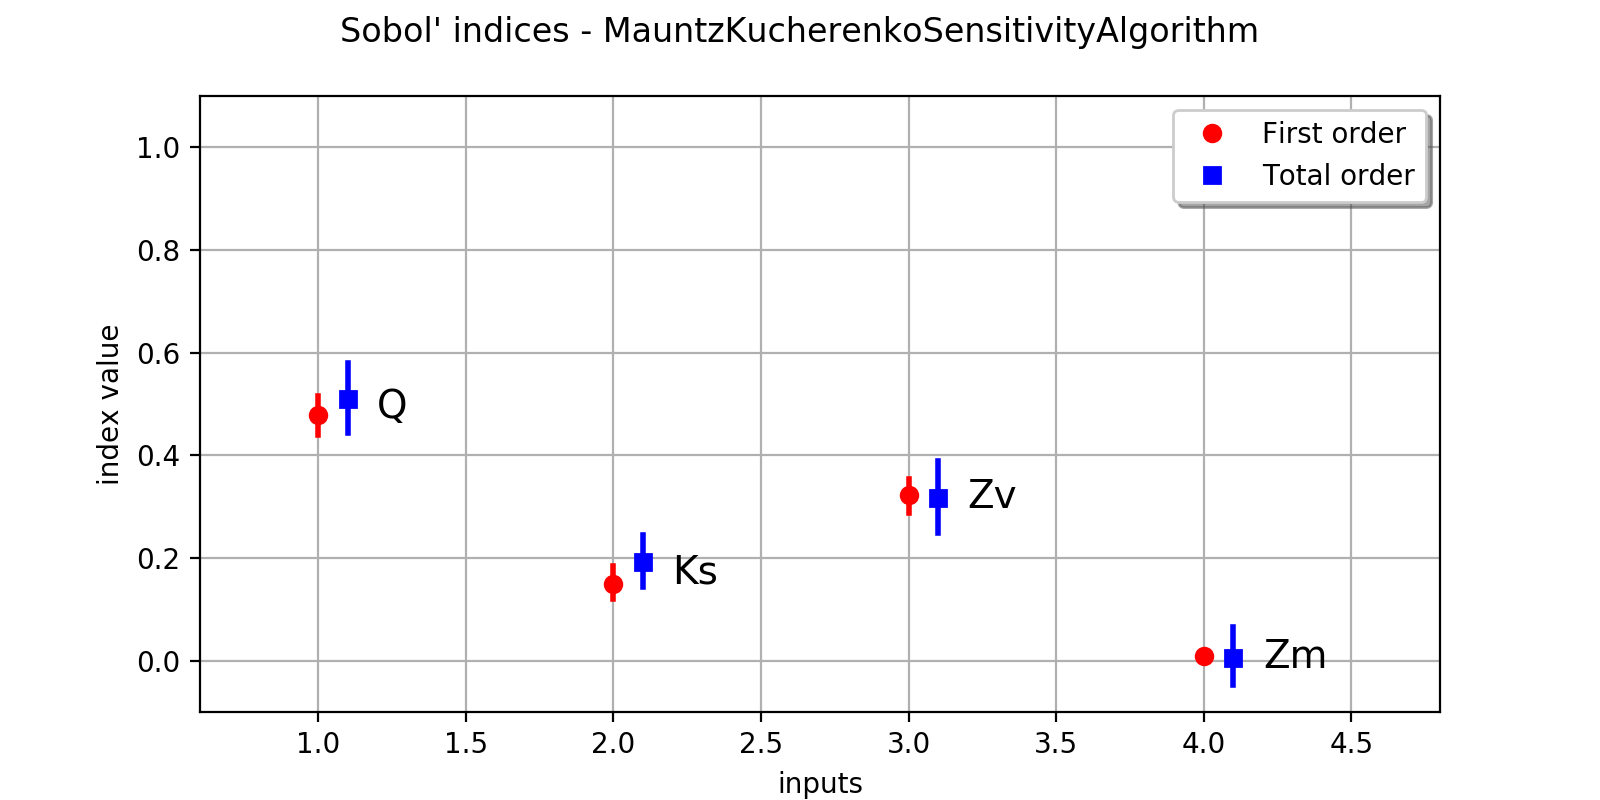 Sobol' indices - MauntzKucherenkoSensitivityAlgorithm
First order
Total order
1.0
0.8
0.6
0.4
0.2
0.0
index value
Q
Ks
Zv
Zm
1.0 1.5 2.0 2.5 3.0 3.5 4.0 4.5
inputs